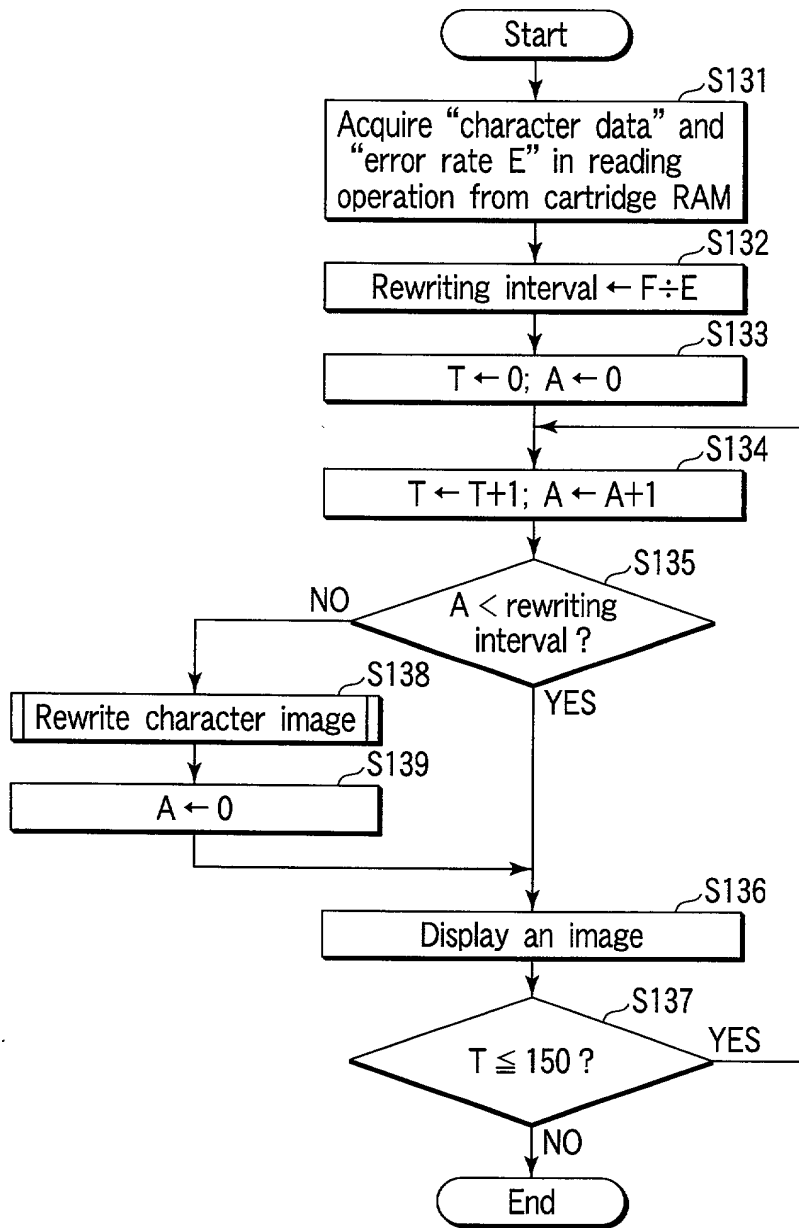 Start
S131
Acquire “character data” and
“error rate E” in reading
operation from cartridge RAM
S132
Rewriting interval ← F÷E
S133
T ← 0; A ← 0
S134
T ← T+1; A ← A+1
S135
A < rewriting
interval ?
NO
YES
S138
Rewrite character image
S139
A ← 0
S136
Display an image
S137
T ≦ 150 ?
YES
NO
End